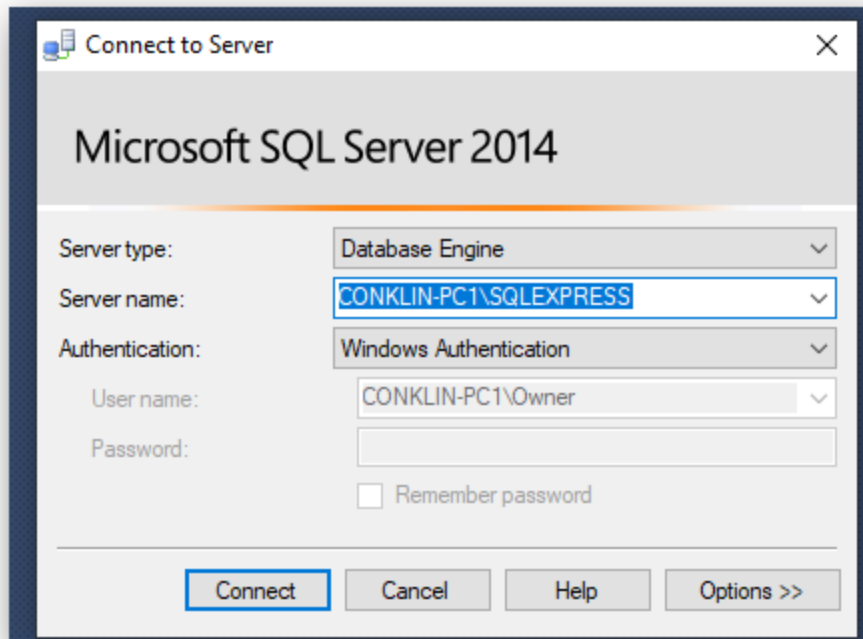 Connect to Server
Microsoft SQL Server 2014
Server type: Database Engine
Server name: CONKLIN-PC1\SQLEXPRESS
Authentication: Windows Authentication
User name: CONKLIN-PC1\Owner
Password:
Remember password
Connect Cancel Help Options >>